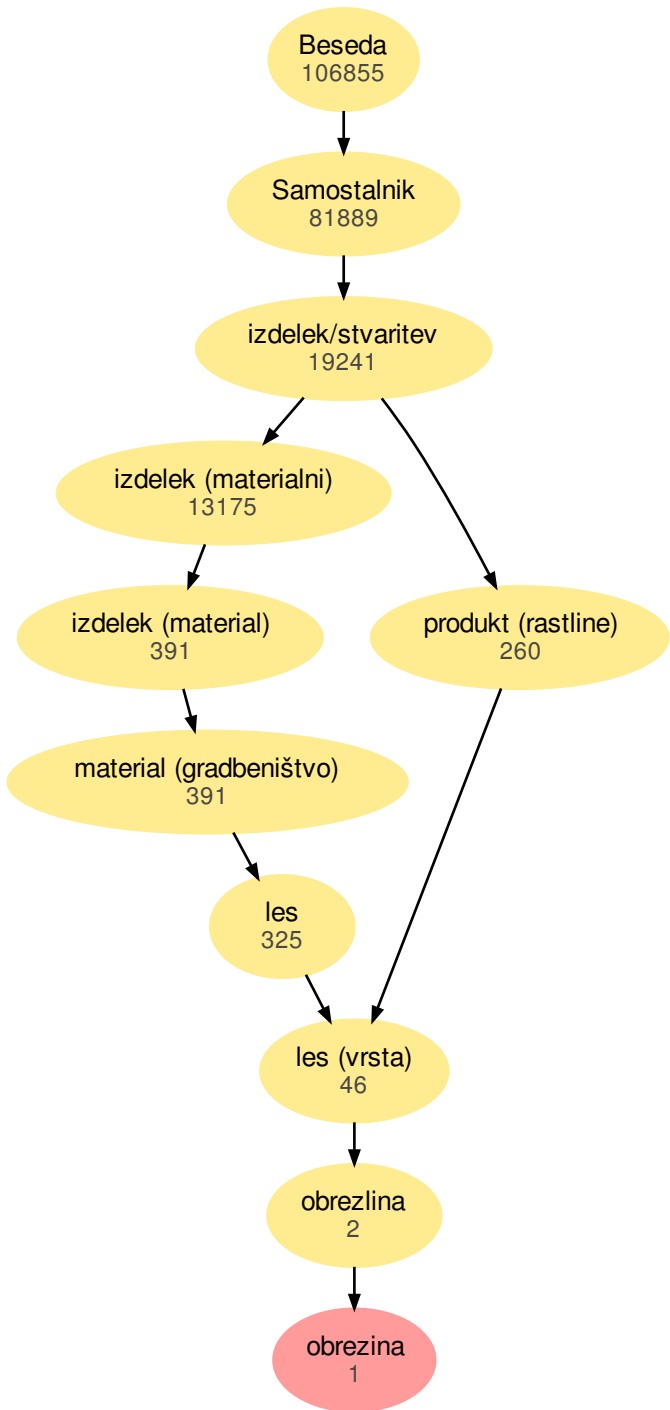 Beseda
106855
Samostalnik
81889
izdelek/stvaritev
19241
izdelek (materialni)
13175
izdelek (material)
391
produkt (rastline)
260
material (gradbeništvo)
391
les
325
les (vrsta)
46
obrezlina
2
obrezina
1